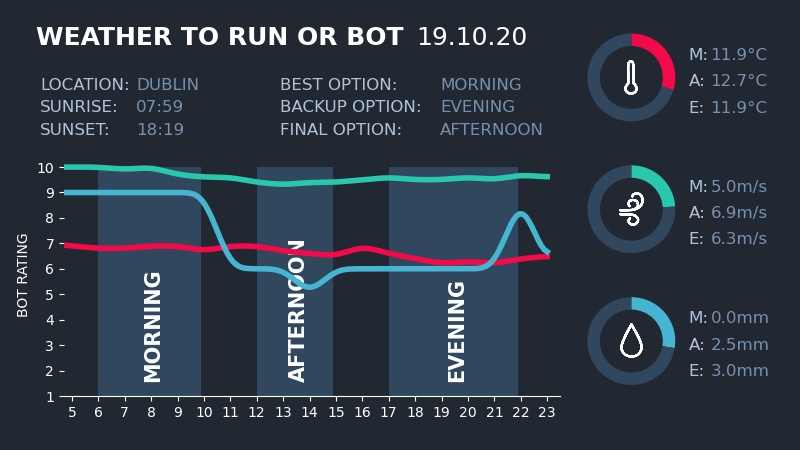 WEATHER TO RUN OR BOT 19.10.20
LOCATION: DUBLIN
SUNRISE: 07:59
SUNSET: 18:19
BEST OPTION: MORNING
BACKUP OPTION: EVENING
FINAL OPTION: AFTERNOON
M: 11.9°C
A: 12.7°C
E: 11.9°C
M: 5.0m/s
A: 6.9m/s
E: 6.3m/s
M: 0.0mm
A: 2.5mm
E: 3.0mm
BOT RATING
10
9
8
7
6
5
4
3
2
1
MORNING
AFTERNOON
EVENING
5 6 7 8 9 10 11 12 13 14 15 16 17 18 19 20 21 22 23